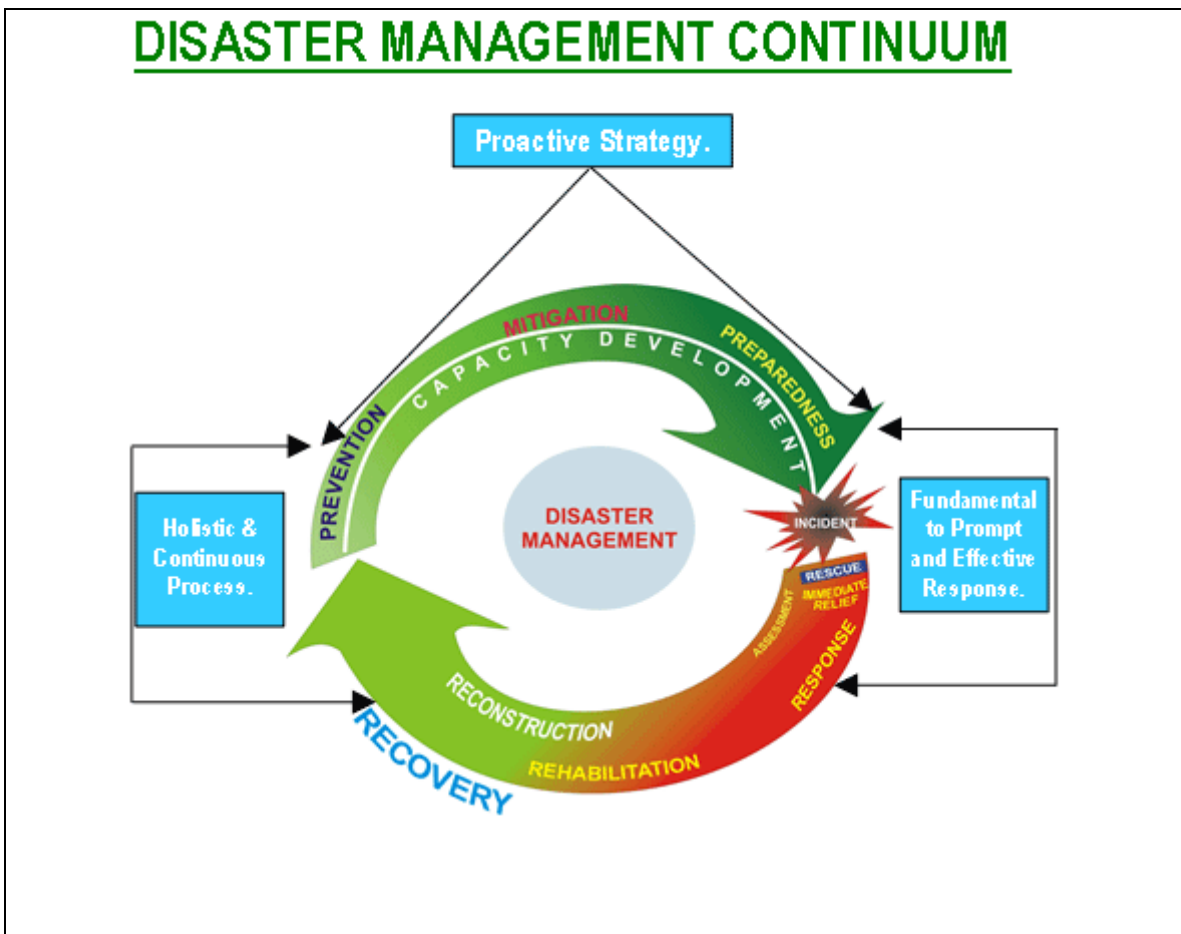 DISASTER MANAGEMENT CONTINUUM
Proactive Strategy.
MITIGATION
CAPACITY DEVELOPMENT
PREPAREDNESS
PREVENTION
Holistic &
Continuous
Process.
DISASTER
MANAGEMENT
INCIDENT
Fundamental
to Prompt
and Effective
Response.
RESCUE
IMMEDIATE
RELIEF
ASSESSMENT
RESPONSE
RECONSTRUCTION
REHABILITATION
RECOVERY